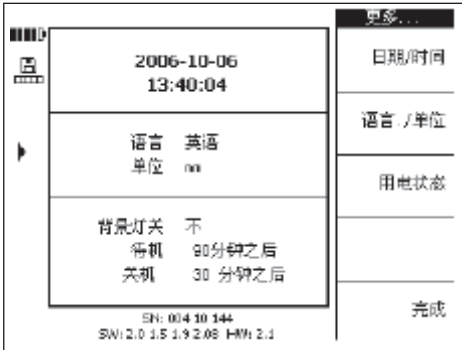 更多...
2006-10-06
13:40:04
日期/时间
语言 英语
单位 nm
语言./单位
用电状态
背景灯关 不
待机 90分钟之后
关机 30 分钟之后
完成
SN: 004 10 144
SW: 2.0 1.5 1.9 2.08 HW: 2.1